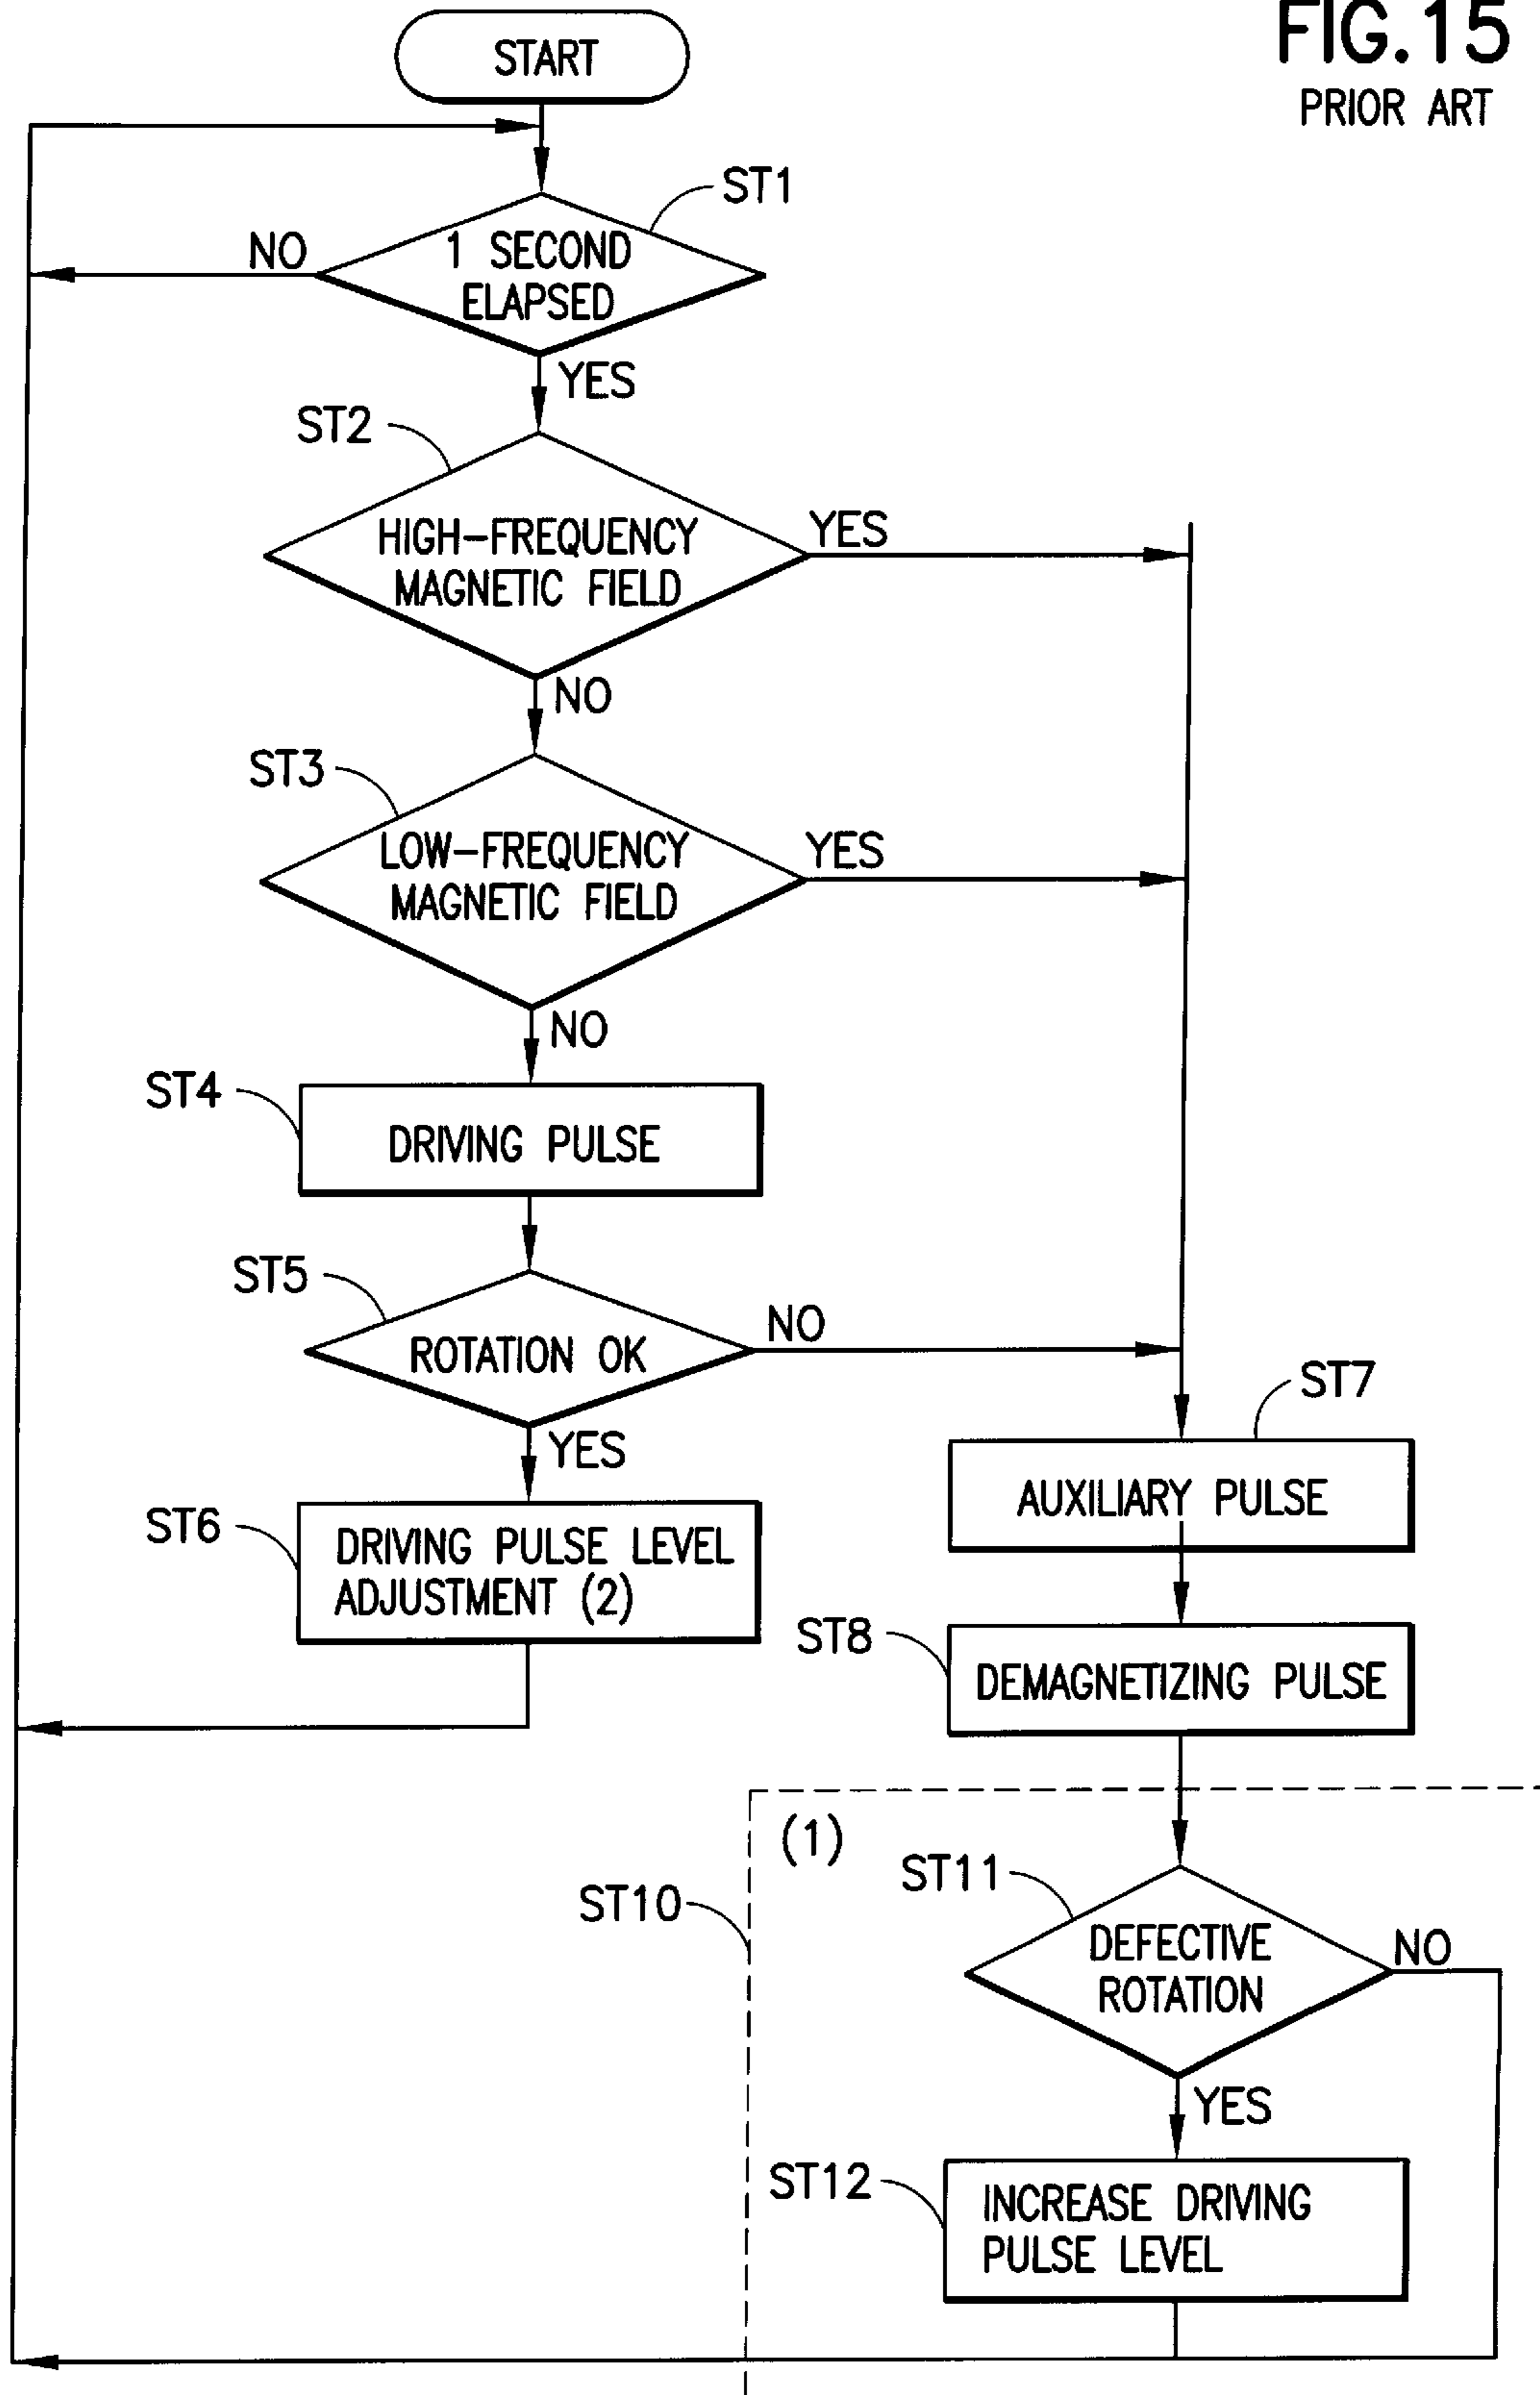 FIG.15
PRIOR ART
START
ST1
1 SECOND
ELAPSED
NO
YES
ST2
HIGH-FREQUENCY
MAGNETIC FIELD
YES
NO
ST3
LOW-FREQUENCY
MAGNETIC FIELD
YES
NO
ST4
DRIVING PULSE
ST5
ROTATION OK
NO
YES
ST6
DRIVING PULSE LEVEL
ADJUSTMENT (2)
ST7
AUXILIARY PULSE
ST8
DEMAGNETIZING PULSE
ST10
(1)
ST11
DEFECTIVE
ROTATION
NO
YES
ST12
INCREASE DRIVING
PULSE LEVEL